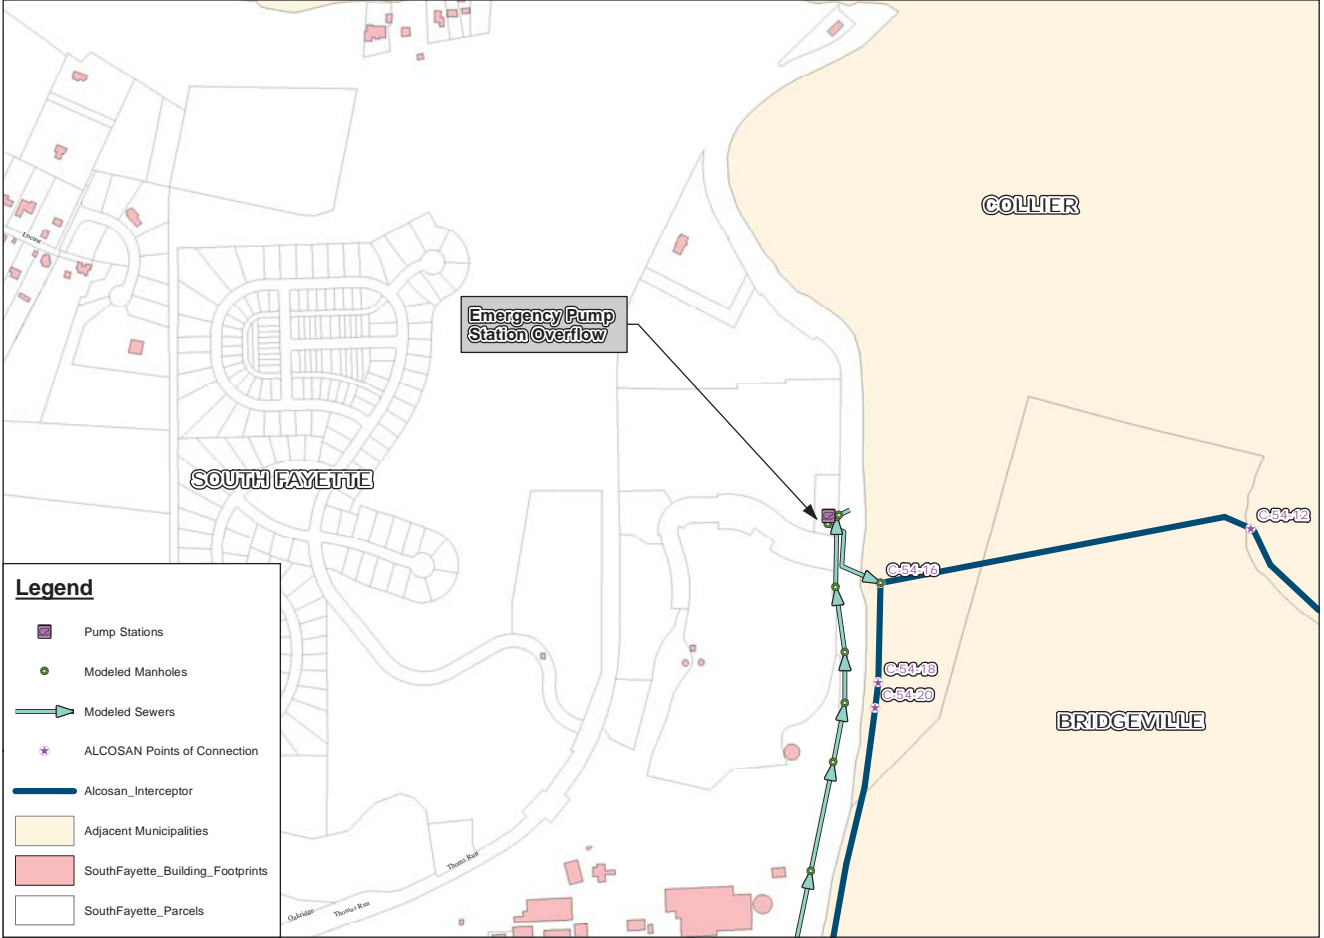 COLLIER
Locust
Emergency Pump
Station Overflow
SOUTH FAYETTE
C-54-12
C-54-16
C-54-18
C-54-20
BRIDGEVILLE
Legend
Pump Stations
Modeled Manholes
Modeled Sewers
ALCOSAN Points of Connection
Alcosan_Interceptor
Adjacent Municipalities
SouthFayette_Building_Footprints
SouthFayette_Parcels
Thoms Run
Oakridge
Thoms Run